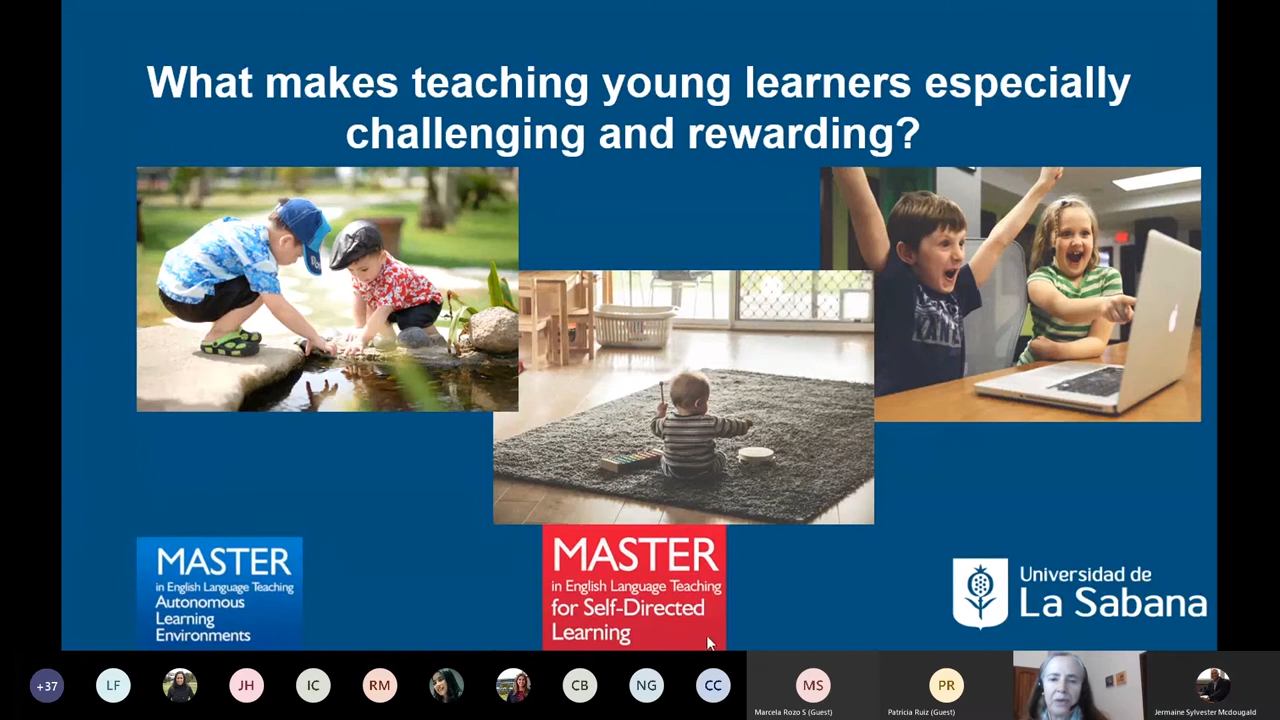 What makes teaching young learners especially
challenging and rewarding?
MASTER
in English Language Teaching
Autonomous
Learning
Environments
MASTER
in English Language Teaching
for Self-Directed
Learning
Universidad de
La Sabana
+37
LF
JH
IC
RM
CB
NG
CC
MS
Marcela Rozo S (Guest)
PR
Patricia Ruiz (Guest)
Jermaine Sylvester Mcdougald